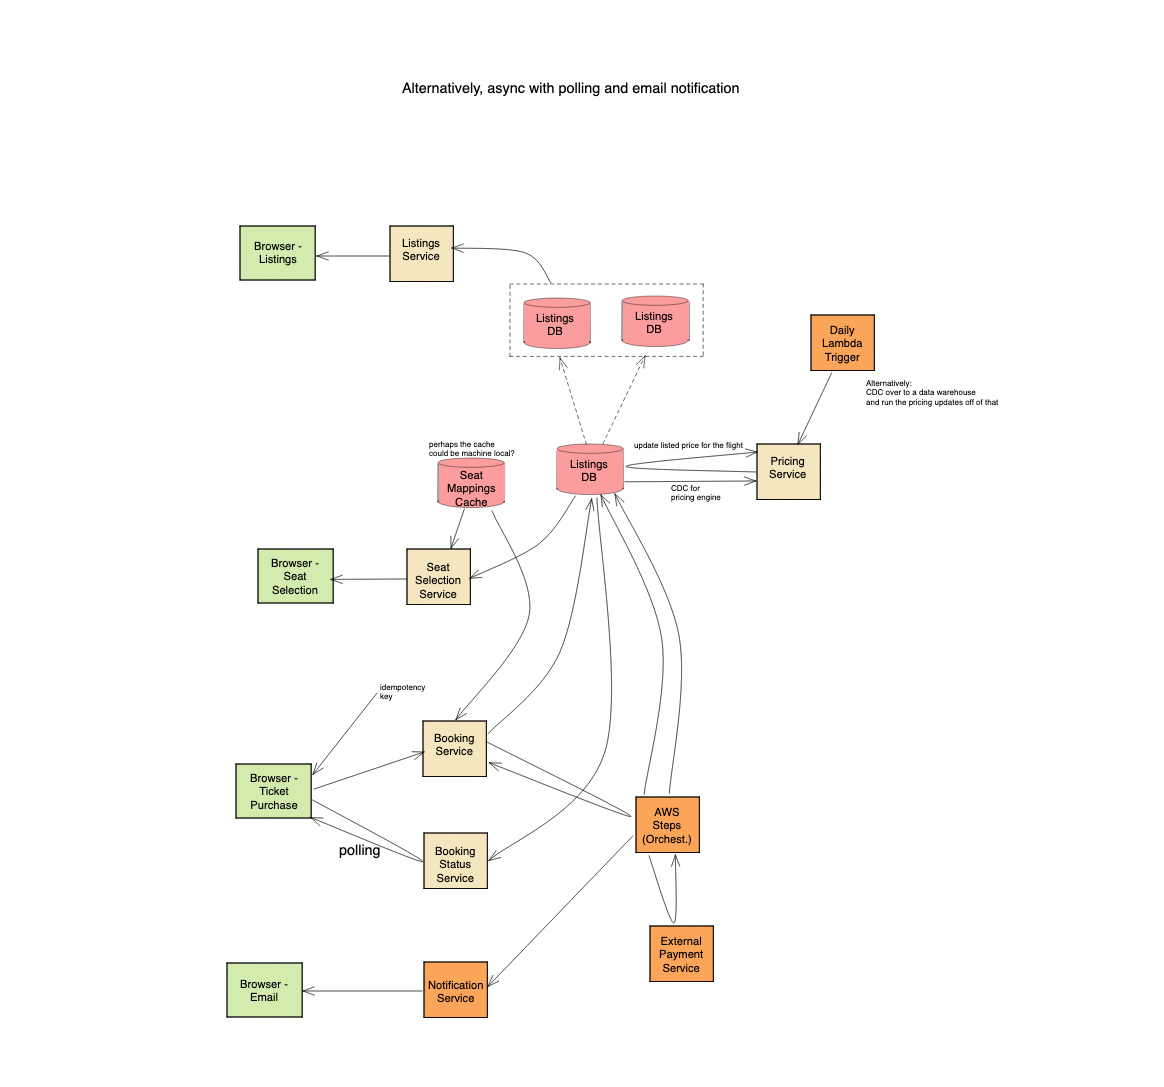 Alternatively, async with polling and email notification
Browser -
Listings
Listings
Service
Listings
DB
Listings
DB
Daily
Lambda
Trigger
Alternatively:
CDC over to a data warehouse
and run the pricing updates off of that
perhaps the cache
could be machine local?
Seat
Mappings
Cache
Listings
DB
update listed price for the flight
CDC for
pricing engine
Pricing
Service
Browser -
Seat
Selection
Seat
Selection
Service
idempotency
key
Booking
Service
Browser -
Ticket
Purchase
polling
Booking
Status
Service
AWS
Steps
(Orchest.)
External
Payment
Service
Browser -
Email
Notification
Service